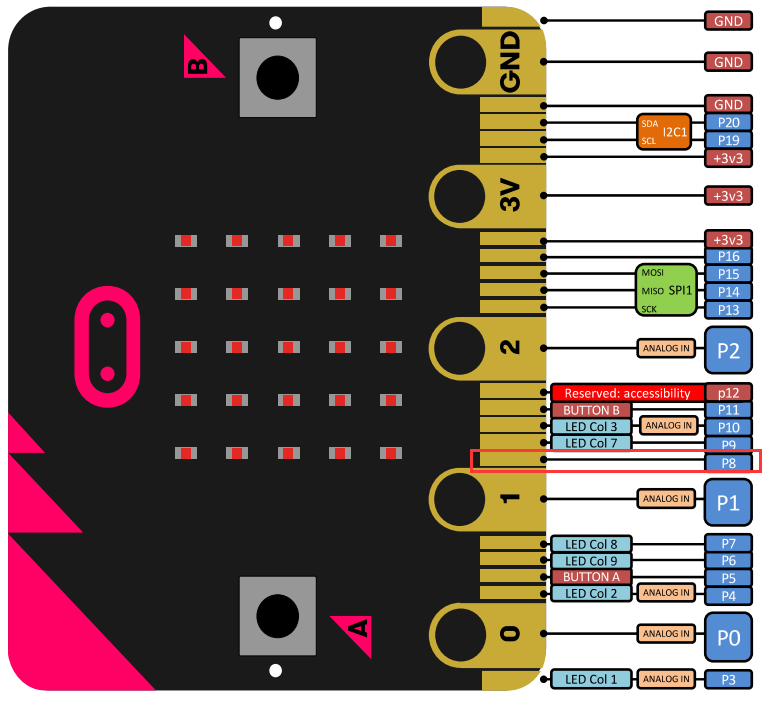 GND
GND
GND
B
GND
SDA
SCL
I2C1
P20
P19
+3v3
3V
+3v3
+3v3
P16
MOSI
MISO
SCK
SPI1
P15
P14
P13
2
ANALOG IN
P2
Reserved: accessibility
p12
BUTTON B
P11
LED Col 3
ANALOG IN
P10
LED Col 7
P9
P8
1
ANALOG IN
P1
LED Col 8
P7
LED Col 9
P6
BUTTON A
P5
LED Col 2
ANALOG IN
P4
A
0
ANALOG IN
P0
LED Col 1
ANALOG IN
P3